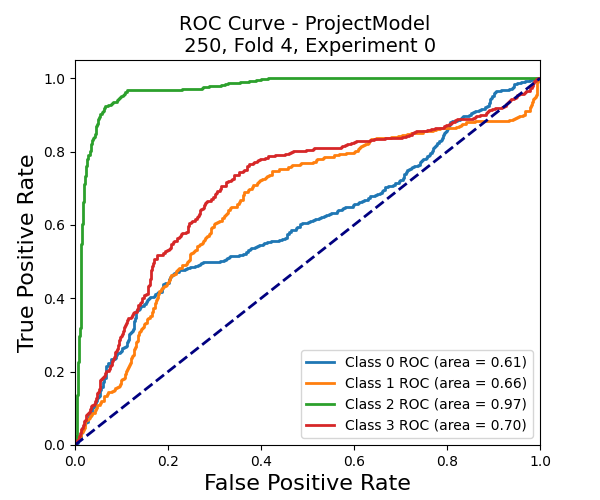 ROC Curve - ProjectModel
250, Fold 4, Experiment 0
True Positive Rate
1.0
0.8
0.6
0.4
0.2
0.0
Class 0 ROC (area = 0.61)
Class 1 ROC (area = 0.66)
Class 2 ROC (area = 0.97)
Class 3 ROC (area = 0.70)
0.0 0.2 0.4 0.6 0.8 1.0
False Positive Rate